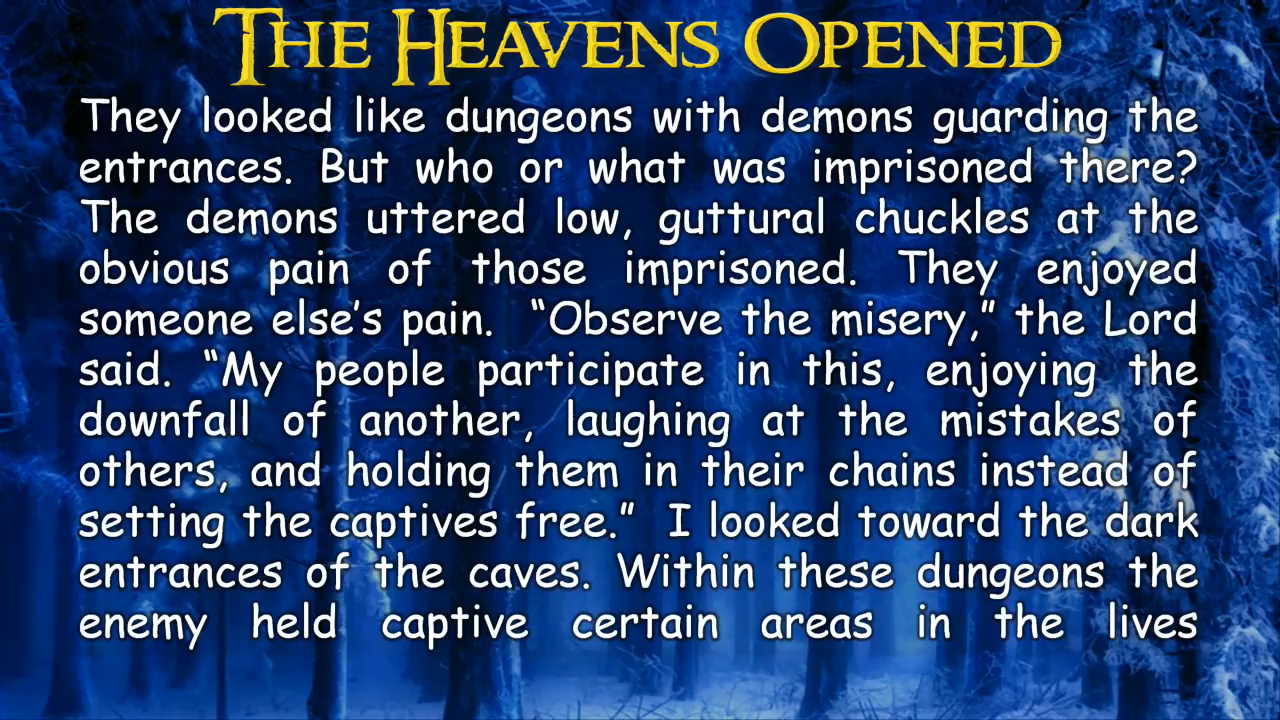 THE HEAVENS OPENED
They looked like dungeons with demons guarding the
entrances. But who or what was imprisoned there?
The demons uttered low, guttural chuckles at the
obvious pain of those imprisoned. They enjoyed
someone else’s pain. “Observe the misery,” the Lord
said. “My people participate in this, enjoying the
downfall of another, laughing at the mistakes of
others, and holding them in their chains instead of
setting the captives free.” I looked toward the dark
entrances of the caves. Within these dungeons the
enemy held captive certain areas in the lives